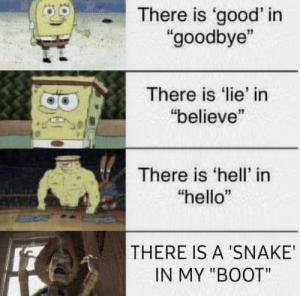 There is 'good' in
"goodbye"
There is 'lie' in
"believe"
There is 'hell' in
"hello"
THERE IS A 'SNAKE'
IN MY "BOOT"